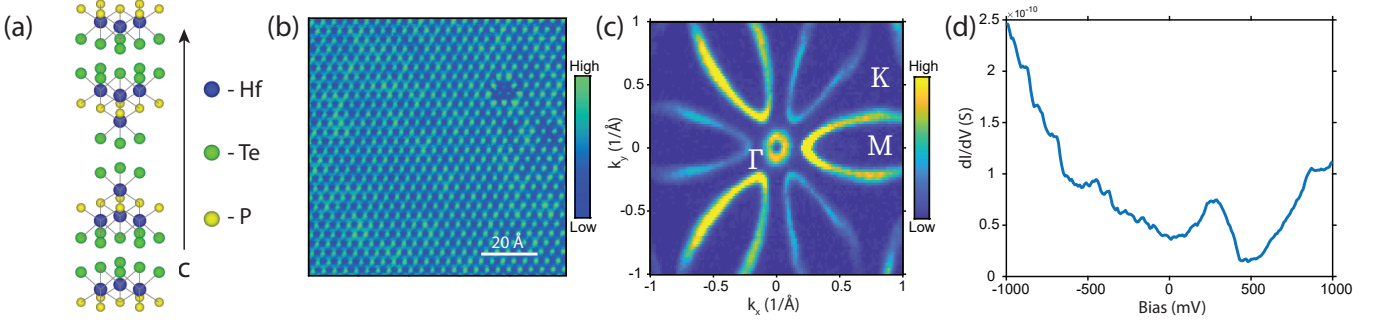 (a)
- Hf
- Te
- P
C
(b)
20 Å
High
Low
(c)
1
0.5
0
-0.5
-1
-1
-0.5
0
0.5
1
k_y (1/Å)
k_x (1/Å)
K
M
Γ
High
Low
(d)
2.5×10⁻¹⁰
2
1.5
1
0.5
0
-1000
-500
0
500
1000
dI/dV (S)
Bias (mV)